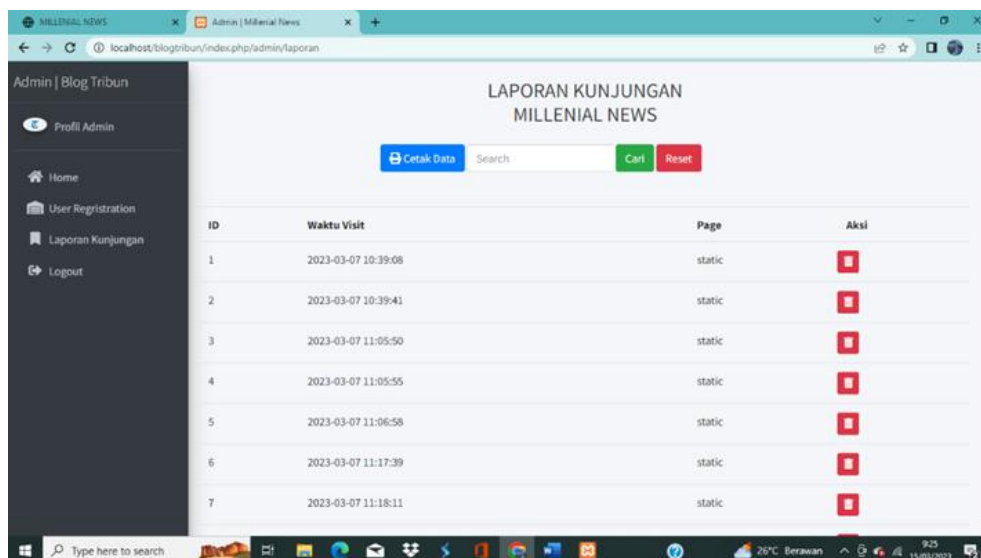 MILLENIAL NEWS
Admin | Millenial News
localhost/blogtribun/index.php/admin/laporan
Admin | Blog Tribun
Profil Admin
Home
User Regristration
Laporan Kunjungan
Logout
LAPORAN KUNJUNGAN
MILLENIAL NEWS
Cetak Data Search Cari Reset
ID Waktu Visit Page Aksi
1 2023-03-07 10:39:08 static
2 2023-03-07 10:39:41 static
3 2023-03-07 11:05:50 static
4 2023-03-07 11:05:55 static
5 2023-03-07 11:06:58 static
6 2023-03-07 11:17:39 static
7 2023-03-07 11:18:11 static
Type here to search
26°C Berawan
9:25
15/03/2023